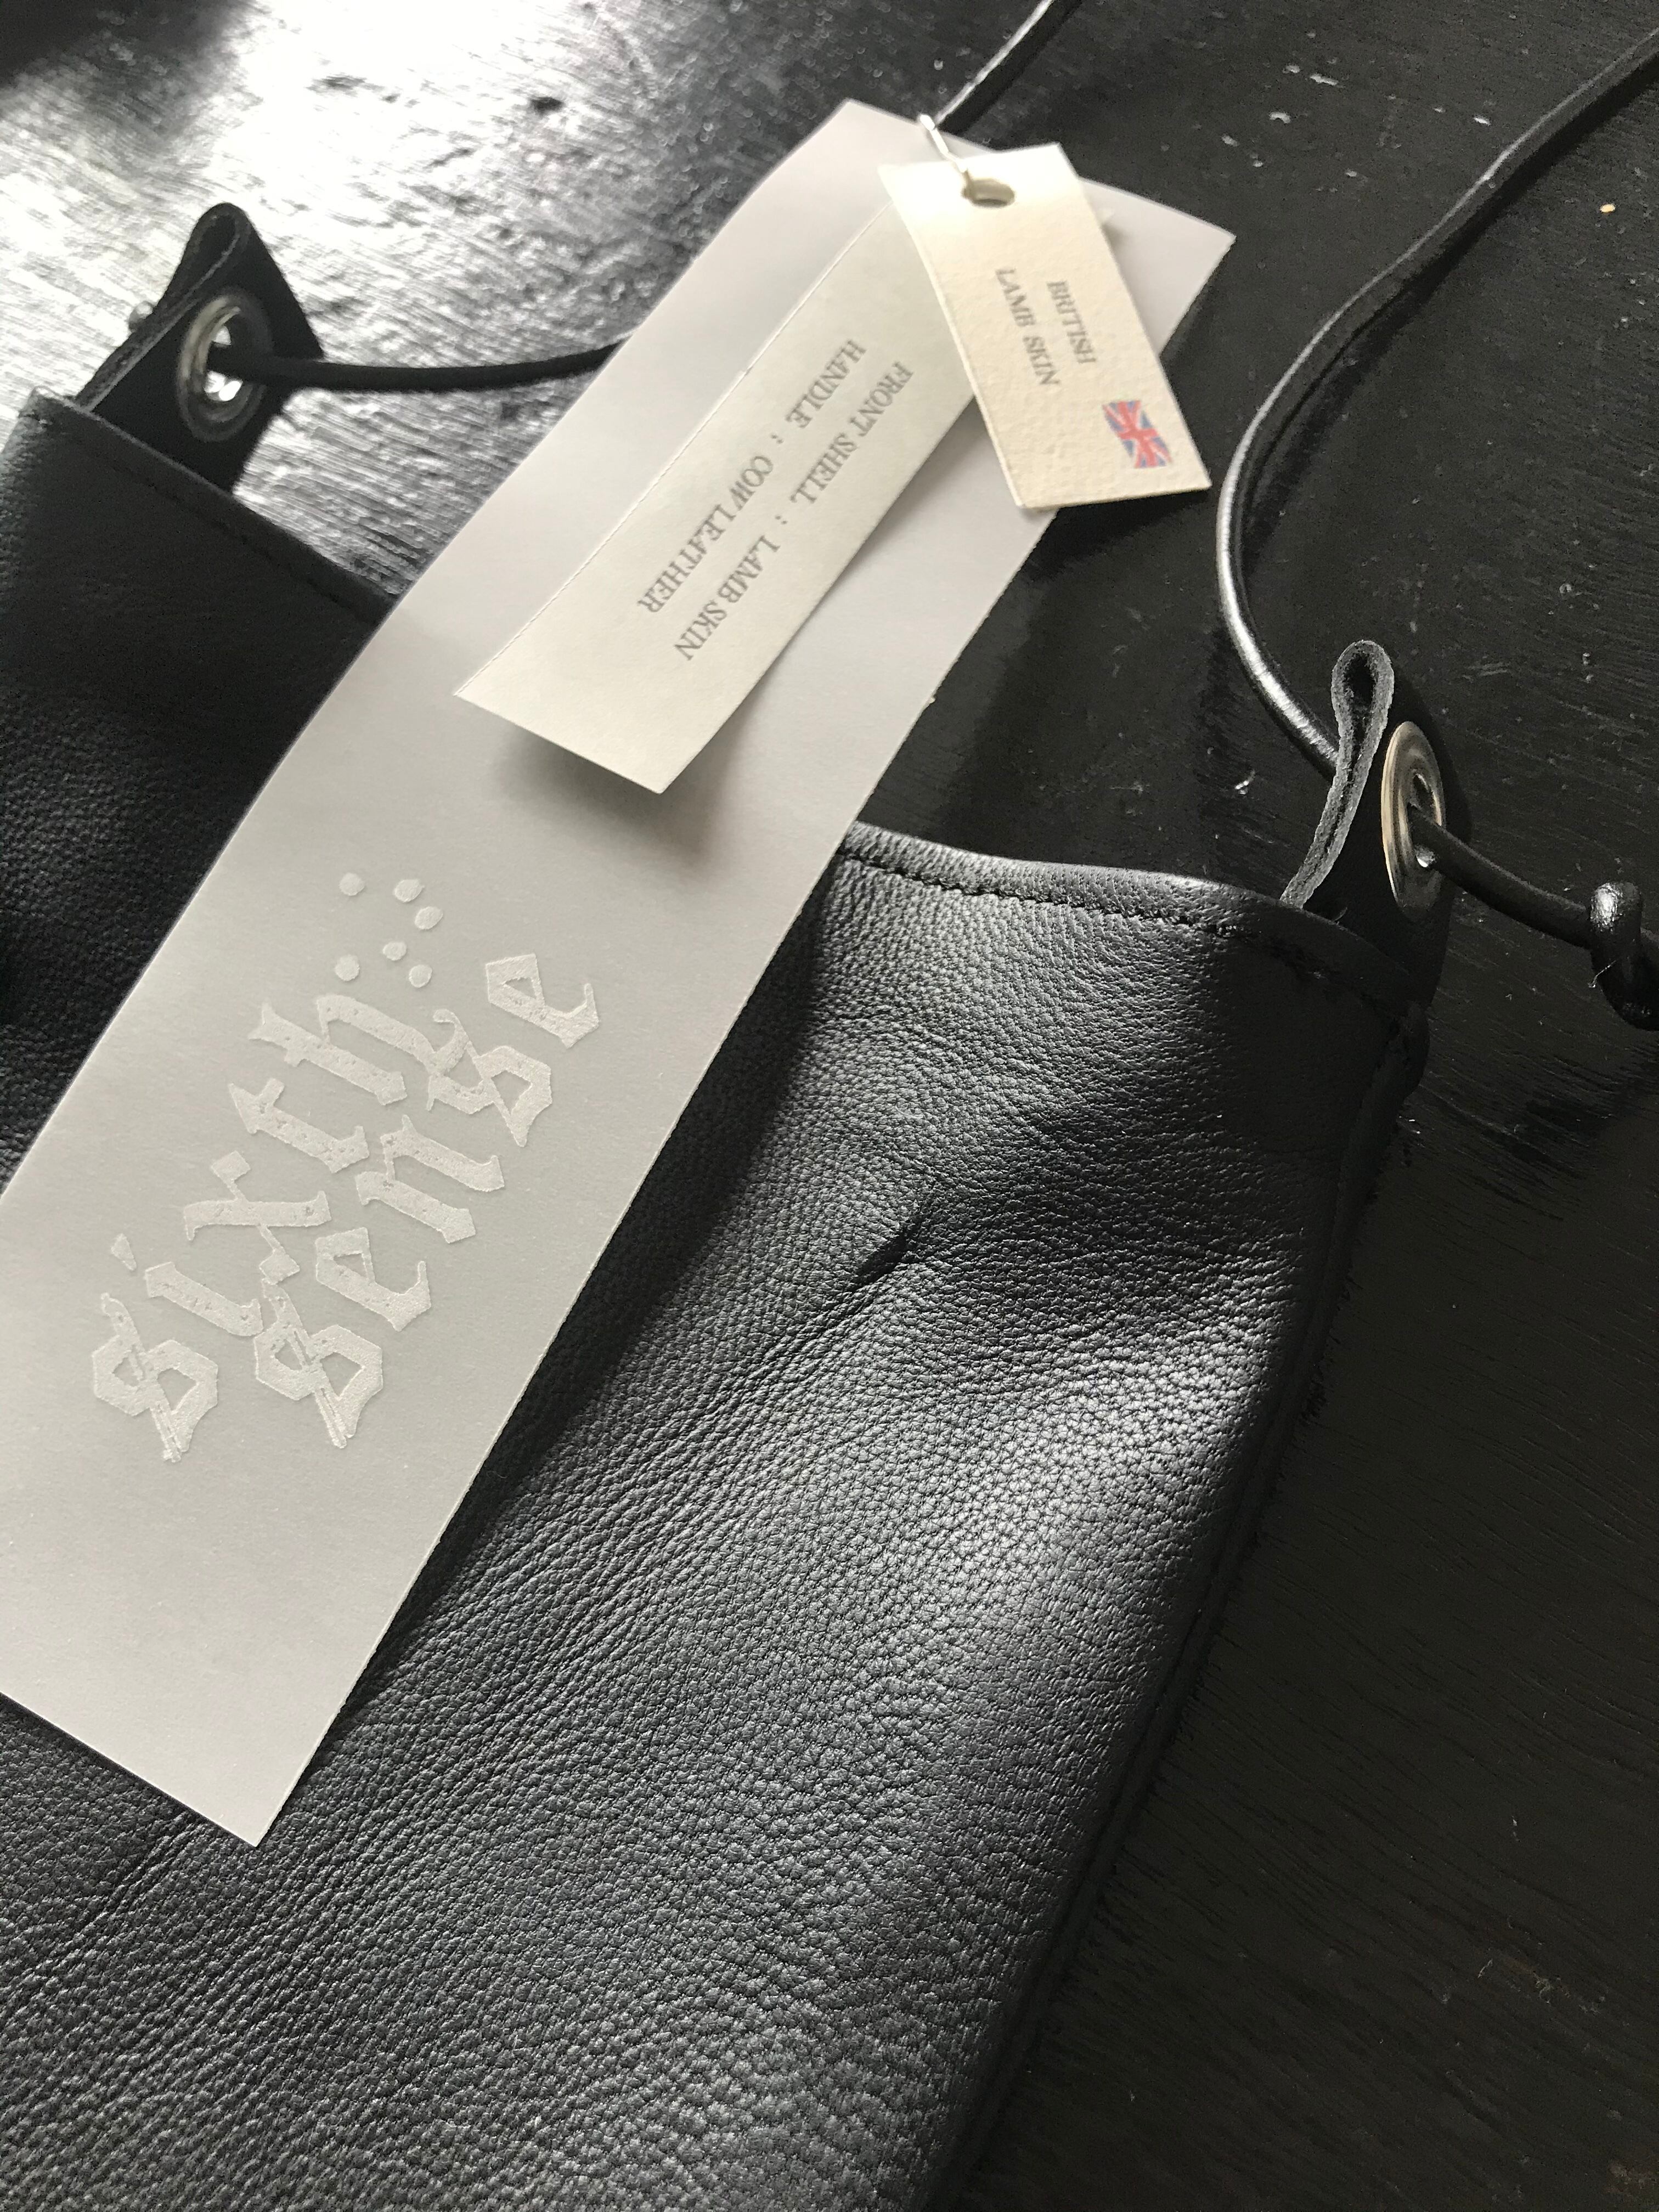 BRITISH
LAMB SKIN
FRONT SHELL : LAMB SKIN
HANDLE : COW LEATHER
sixth
sense